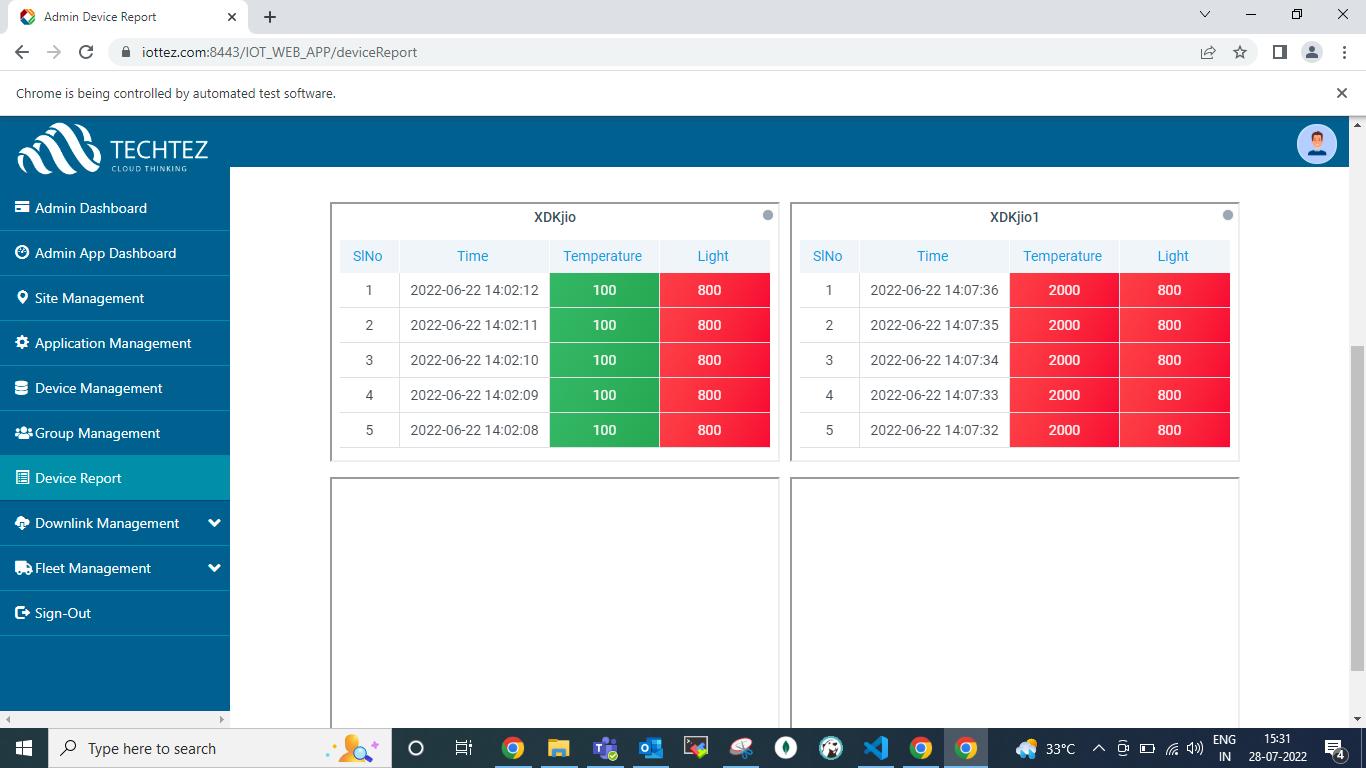 Admin Device Report
iottez.com:8443/IOT_WEB_APP/deviceReport
Chrome is being controlled by automated test software.
TECHTEZ
CLOUD THINKING
Admin Dashboard
Admin App Dashboard
Site Management
Application Management
Device Management
Group Management
Device Report
Downlink Management
Fleet Management
Sign-Out
XDKjio
SlNo Time Temperature Light
1 2022-06-22 14:02:12 100 800
2 2022-06-22 14:02:11 100 800
3 2022-06-22 14:02:10 100 800
4 2022-06-22 14:02:09 100 800
5 2022-06-22 14:02:08 100 800
XDKjio1
SlNo Time Temperature Light
1 2022-06-22 14:07:36 2000 800
2 2022-06-22 14:07:35 2000 800
3 2022-06-22 14:07:34 2000 800
4 2022-06-22 14:07:33 2000 800
5 2022-06-22 14:07:32 2000 800
Type here to search
33°C
ENG
IN
15:31
28-07-2022
4